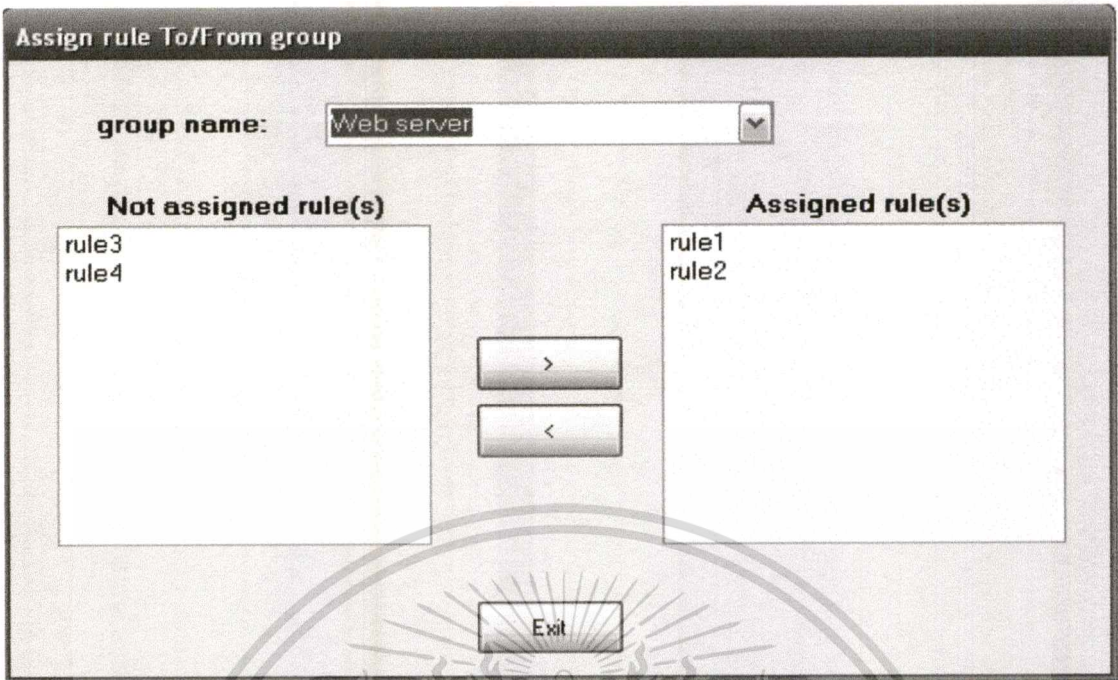 Assign rule To/From group
group name: Web server
Not assigned rule(s)
rule3
rule4
Assigned rule(s)
rule1
rule2
>
<
Exit